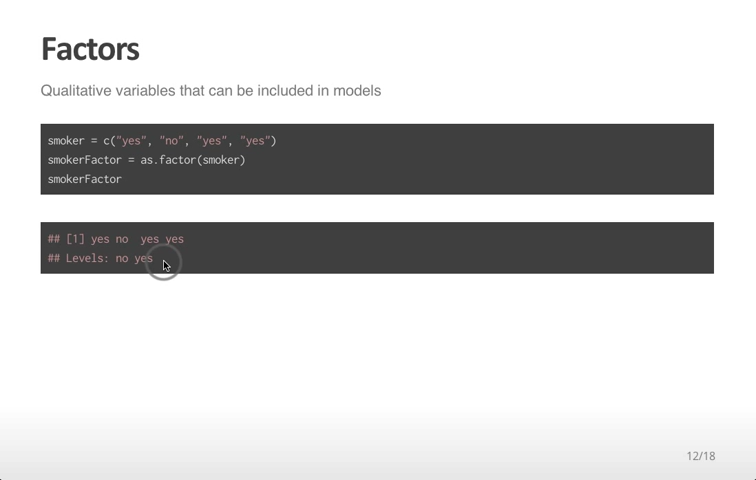 Factors
Qualitative variables that can be included in models
smoker = c("yes", "no", "yes", "yes")
smokerFactor = as.factor(smoker)
smokerFactor
## [1] yes no  yes yes
## Levels: no yes
12/18